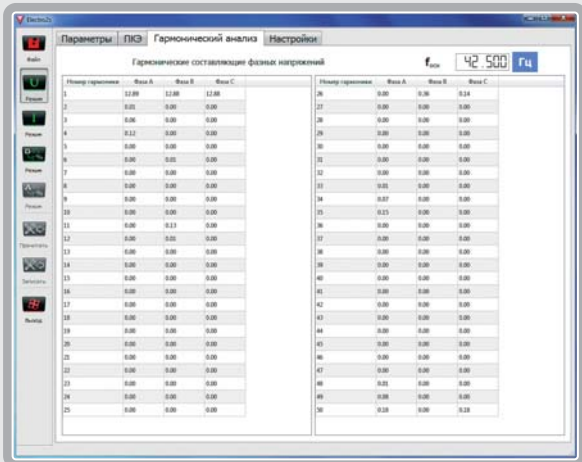 Electro2s
Параметры ПКЭ Гармонический анализ Настройки
Гармонические составляющие фазных напряжений
f 42.500 Гц
Файл
Режим
Режим
Режим
Режим
Прочитать
Записать
Выход
Номер гармоники Фаза A Фаза B Фаза C
1 12.89 12.88 12.88
2 0.01 0.00 0.00
3 0.06 0.00 0.00
4 0.12 0.00 0.00
5 0.00 0.00 0.00
6 0.00 0.01 0.00
7 0.00 0.00 0.00
8 0.00 0.00 0.00
9 0.00 0.00 0.00
10 0.00 0.00 0.00
11 0.00 0.13 0.00
12 0.00 0.01 0.00
13 0.00 0.00 0.00
14 0.00 0.00 0.00
15 0.00 0.00 0.00
16 0.00 0.00 0.00
17 0.00 0.00 0.00
18 0.00 0.00 0.00
19 0.00 0.00 0.00
20 0.00 0.00 0.00
21 0.00 0.00 0.00
22 0.00 0.00 0.00
23 0.00 0.00 0.00
24 0.00 0.00 0.00
25 0.00 0.00 0.00
Номер гармоники Фаза A Фаза B Фаза C
26 0.00 0.36 0.14
27 0.00 0.00 0.00
28 0.00 0.00 0.00
29 0.00 0.00 0.00
30 0.00 0.00 0.00
31 0.00 0.00 0.00
32 0.00 0.00 0.00
33 0.01 0.00 0.00
34 0.07 0.00 0.00
35 0.15 0.00 0.00
36 0.00 0.00 0.00
37 0.00 0.00 0.00
38 0.00 0.00 0.00
39 0.00 0.00 0.00
40 0.00 0.00 0.00
41 0.00 0.00 0.00
42 0.00 0.00 0.00
43 0.00 0.00 0.00
44 0.00 0.00 0.00
45 0.00 0.00 0.00
46 0.00 0.00 0.00
47 0.00 0.00 0.00
48 0.01 0.00 0.00
49 0.08 0.00 0.00
50 0.18 0.00 0.18